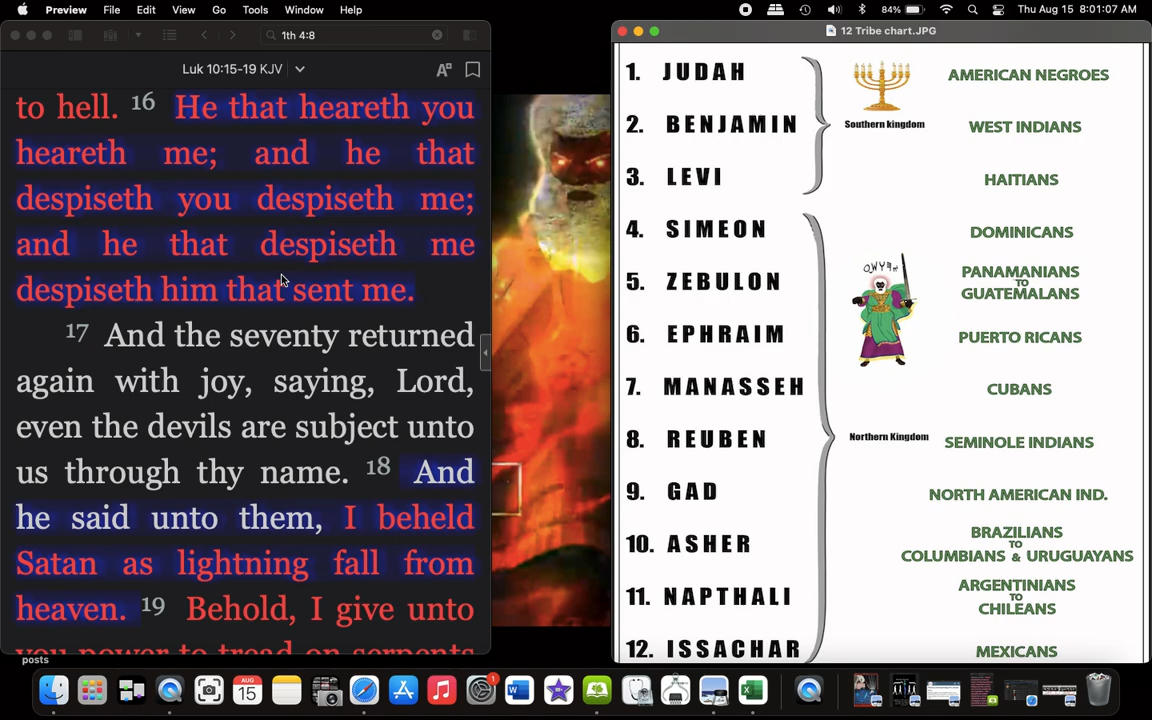 Preview File Edit View Go Tools Window Help 84% Thu Aug 15 8:01:07 AM
1th 4:8
Luk 10:15-19 KJV
to hell. 16 He that heareth you
heareth me; and he that
despiseth you despiseth me;
and he that despiseth me
despiseth him that sent me.
17 And the seventy returned
again with joy, saying, Lord,
even the devils are subject unto
us through thy name. 18 And
he said unto them, I beheld
Satan as lightning fall from
heaven. 19 Behold, I give unto
you power to tread on serpents
posts
12 Tribe chart.JPG
1. JUDAH AMERICAN NEGROES
2. BENJAMIN Southern kingdom WEST INDIANS
3. LEVI HAITIANS
4. SIMEON DOMINICANS
5. ZEBULON PANAMANIANS
TO
GUATEMALANS
6. EPHRAIM PUERTO RICANS
7. MANASSEH CUBANS
8. REUBEN Northern Kingdom SEMINOLE INDIANS
9. GAD NORTH AMERICAN IND.
10. ASHER BRAZILIANS
TO
COLUMBIANS & URUGUAYANS
11. NAPTHALI ARGENTINIANS
TO
CHILEANS
12. ISSACHAR MEXICANS
AUG
15
1